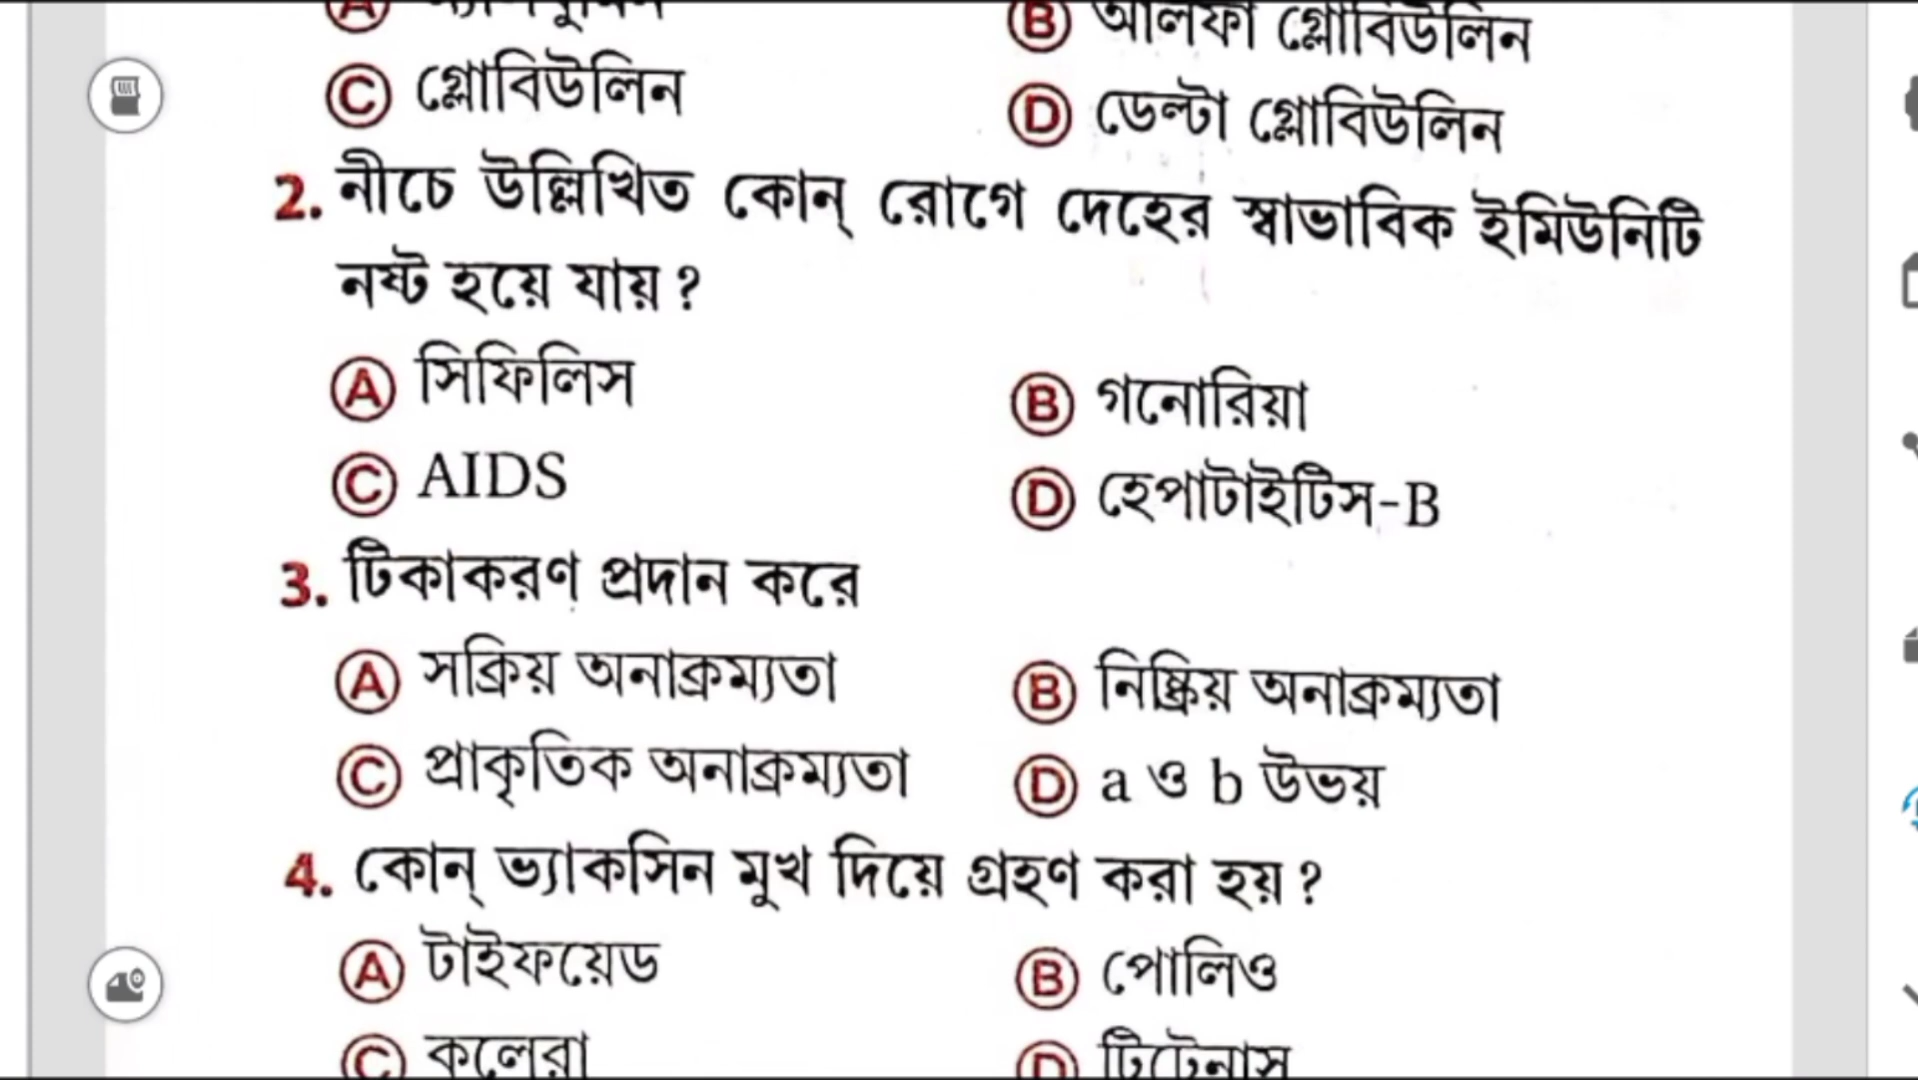 Ⓐ
Ⓑ আলফা গ্লোবিউলিন
Ⓒ গ্লোবিউলিন
Ⓓ ডেল্টা গ্লোবিউলিন
2. নীচে উল্লিখিত কোন্ রোগে দেহের স্বাভাবিক ইমিউনিটি
নষ্ট হয়ে যায়?
Ⓐ সিফিলিস
Ⓑ গনোরিয়া
Ⓒ AIDS
Ⓓ হেপাটাইটিস-B
3. টিকাকরণ প্রদান করে
Ⓐ সক্রিয় অনাক্রম্যতা
Ⓑ নিষ্ক্রিয় অনাক্রম্যতা
Ⓒ প্রাকৃতিক অনাক্রম্যতা
Ⓓ a ও b উভয়
4. কোন্ ভ্যাকসিন মুখ দিয়ে গ্রহণ করা হয়?
Ⓐ টাইফয়েড
Ⓑ পোলিও
Ⓒ কলেরা
Ⓓ টিটেনাস